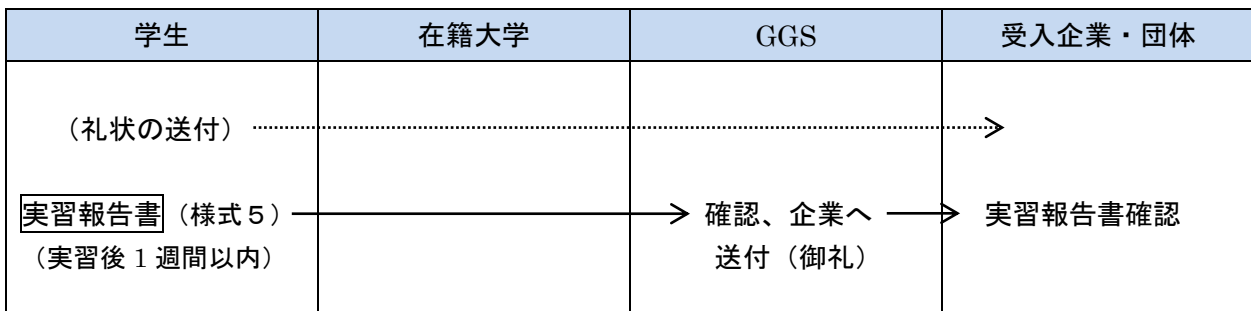 学生 在籍大学 GGS 受入企業・団体
（礼状の送付）
実習報告書（様式５） 確認、企業へ 実習報告書確認
（実習後 1 週間以内） 送付（御礼）